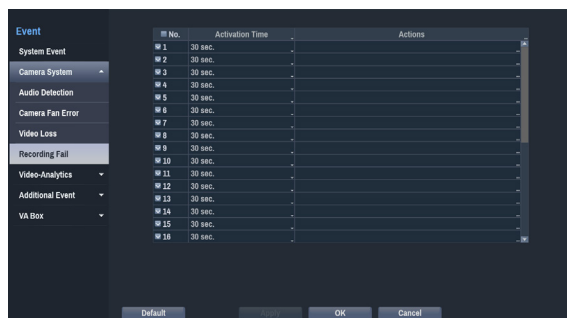 Event
System Event
Camera System
Audio Detection
Camera Fan Error
Video Loss
Recording Fail
Video-Analytics
Additional Event
VA Box
No. Activation Time Actions
1 30 sec.
2 30 sec.
3 30 sec.
4 30 sec.
5 30 sec.
6 30 sec.
7 30 sec.
8 30 sec.
9 30 sec.
10 30 sec.
11 30 sec.
12 30 sec.
13 30 sec.
14 30 sec.
15 30 sec.
16 30 sec.
Default Apply OK Cancel